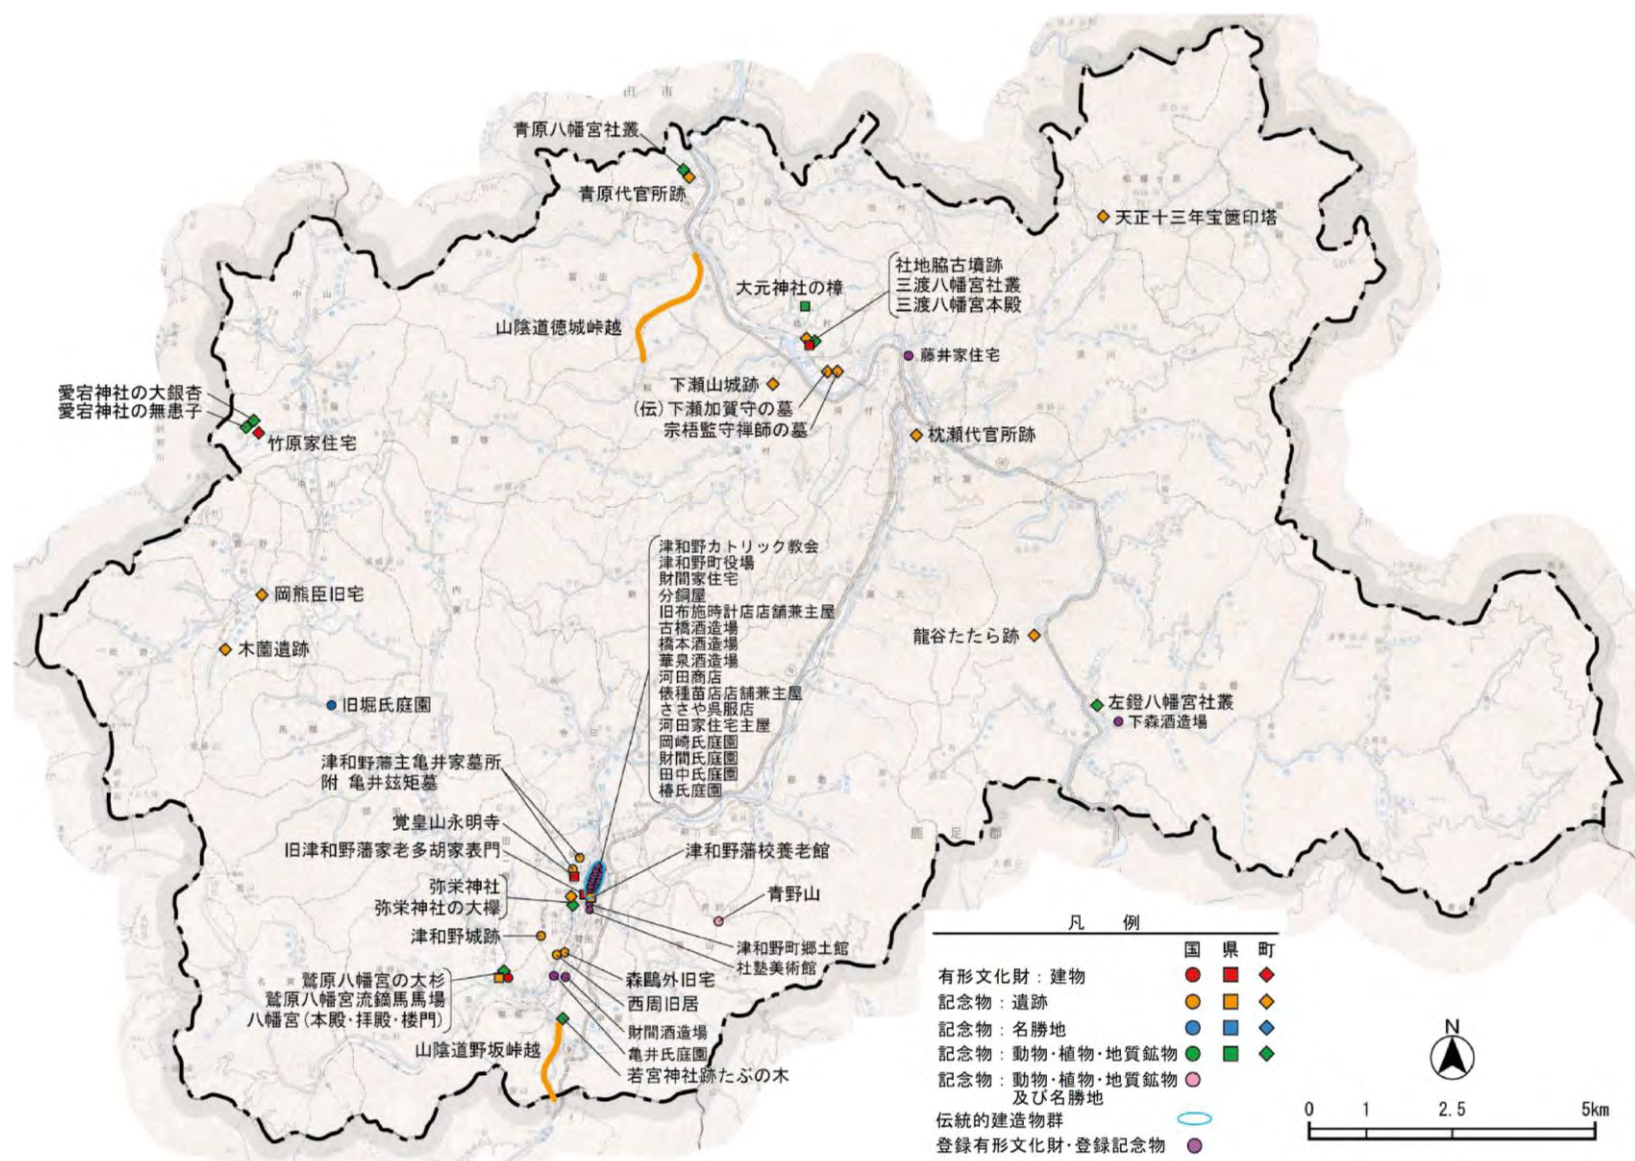 青原八幡宮社叢
青原代官所跡
天正十三年宝篋印塔
社地脇古墳跡
三渡八幡宮社叢
三渡八幡宮本殿
大元神社の樟
山陰道徳城峠越
藤井家住宅
下瀬山城跡
(伝)下瀬加賀守の墓
宗梧監守禅師の墓
愛宕神社の大銀杏
愛宕神社の無患子
竹原家住宅
枕瀬代官所跡
津和野カトリック教会
津和野町役場
財間家住宅
分銅屋
旧布施時計店店舗兼主屋
古橋酒造場
橋本酒造場
華泉酒造場
河田商店
俵種苗店店舗兼主屋
ささや呉服店
河田家住宅主屋
岡崎氏庭園
財間氏庭園
田中氏庭園
椿氏庭園
岡熊臣旧宅
木薗遺跡
龍谷たたら跡
旧堀氏庭園
左鐙八幡宮社叢
下森酒造場
津和野藩主亀井家墓所
附 亀井玆矩墓
覚皇山永明寺
旧津和野藩家老多胡家表門
津和野藩校養老館
弥栄神社
弥栄神社の大欅
青野山
津和野城跡
津和野町郷土館
社塾美術館
鷲原八幡宮の大杉
鷲原八幡宮流鏑馬馬場
八幡宮(本殿・拝殿・楼門)
森鷗外旧宅
西周旧居
財間酒造場
亀井氏庭園
若宮神社跡たぶの木
山陰道野坂峠越
鹿足郡
凡 例
国 県 町
有形文化財：建物
記念物：遺跡
記念物：名勝地
記念物：動物・植物・地質鉱物
記念物：動物・植物・地質鉱物
及び名勝地
伝統的建造物群
登録有形文化財・登録記念物
N
0 1 2.5 5km